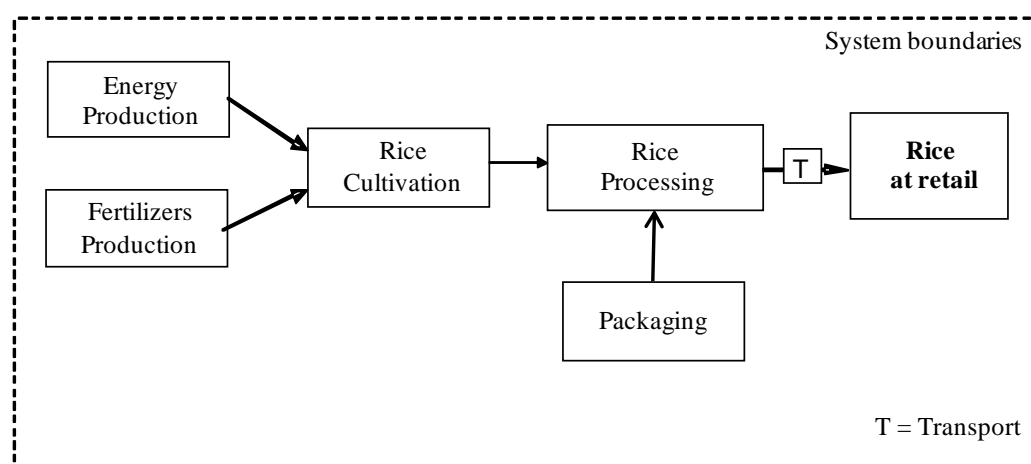 System boundaries
Energy
Production
Rice
Cultivation
Rice
Processing
T
Rice
at retail
Fertilizers
Production
Packaging
T = Transport